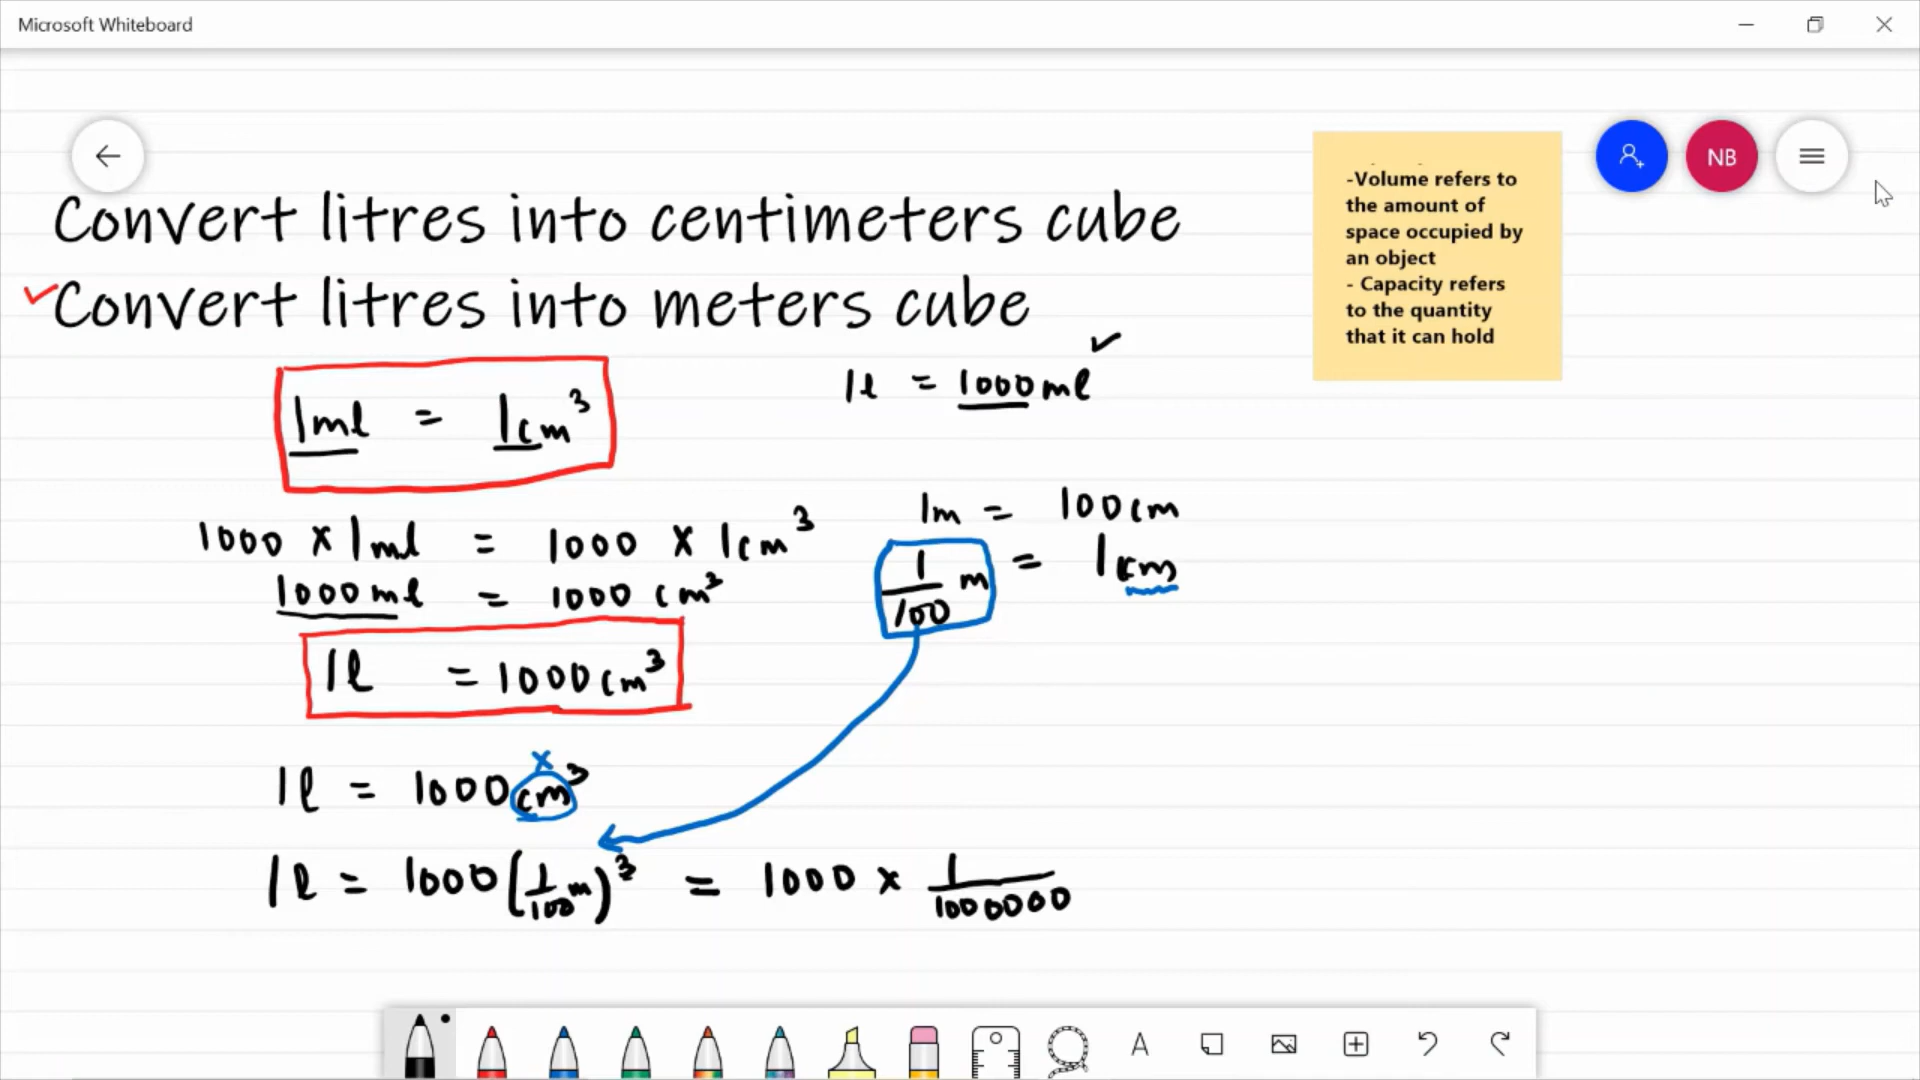 Microsoft Whiteboard
NB
-Volume refers to
the amount of
space occupied by
an object
- Capacity refers
to the quantity
that it can hold
Convert litres into centimeters cube
✓Convert litres into meters cube
1l = 1000ml ✓
1ml = 1cm³
1m = 100cm
1000 × 1ml = 1000 × 1cm³
1/100 m = 1cm
1000ml = 1000 cm³
1l = 1000cm³
1l = 1000cm³
x
1l = 1000(1/100 m)³ = 1000 × 1/1000000
A